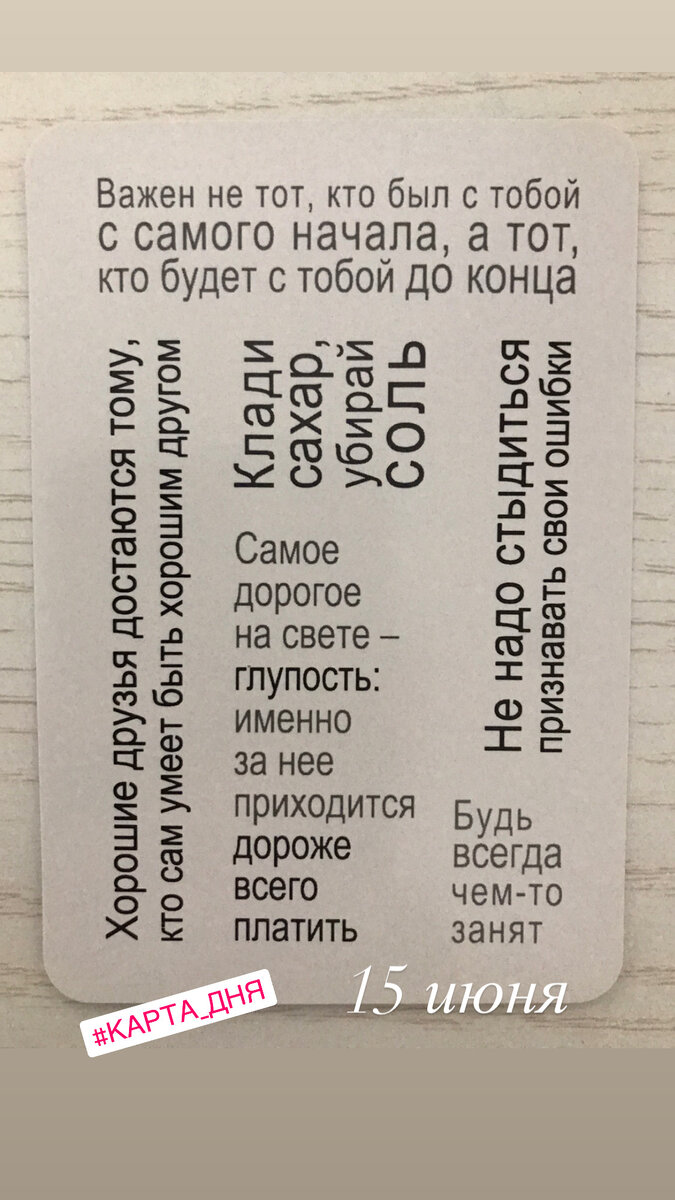 Важен не тот, кто был с тобой
с самого начала, а тот,
кто будет с тобой до конца
Хорошие друзья достаются тому,
кто сам умеет быть хорошим другом
Клади
сахар,
убирай
соль
Самое
дорогое
на свете –
глупость:
именно
за нее
приходится
дороже
всего
платить
Не надо стыдиться
признавать свои ошибки
Будь
всегда
чем-то
занят
#КАРТА_ДНЯ
15 июня